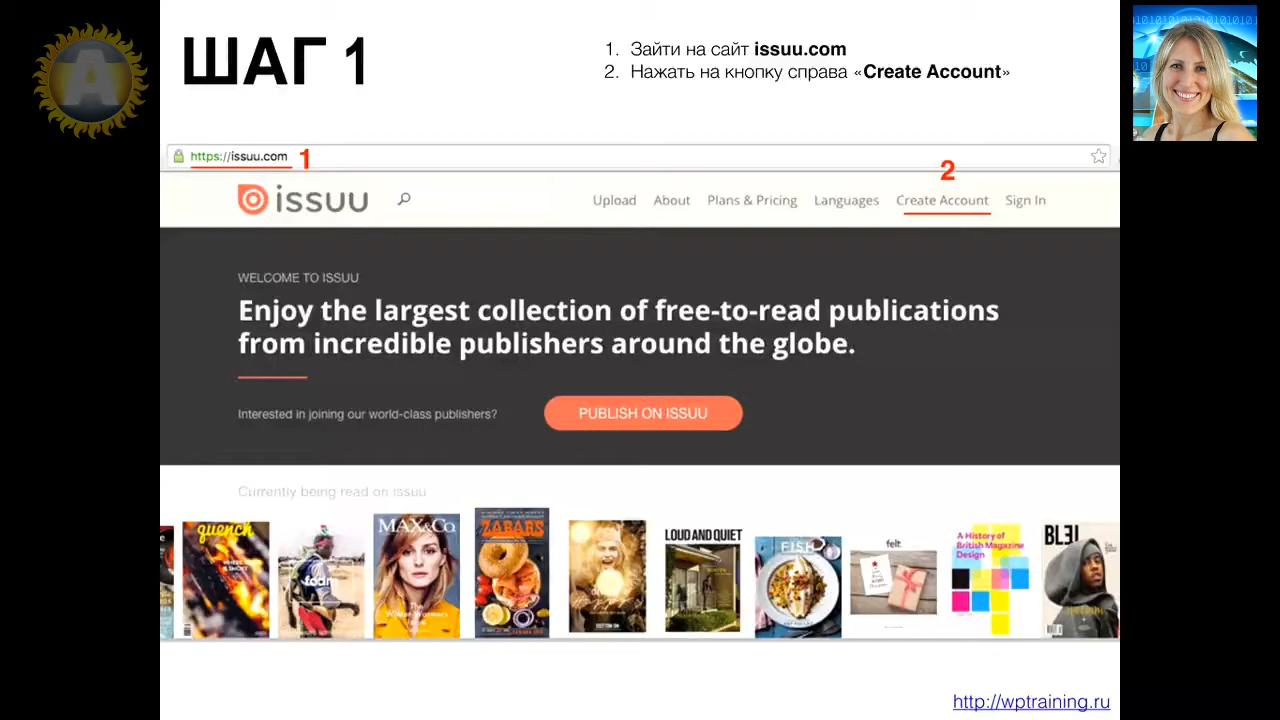 ШАГ 1
1. Зайти на сайт issuu.com
2. Нажать на кнопку справа «Create Account»
A
https://issuu.com 1
2
issuu Upload About Plans & Pricing Languages Create Account Sign In
WELCOME TO ISSUU
Enjoy the largest collection of free-to-read publications
from incredible publishers around the globe.
Interested in joining our world-class publishers? PUBLISH ON ISSUU
Currently being read on issuu
quench
MAX&Co.
The
ZABARS
LOUD AND QUIET
FISH
felt
A History of
British Magazine
Design
http://wptraining.ru